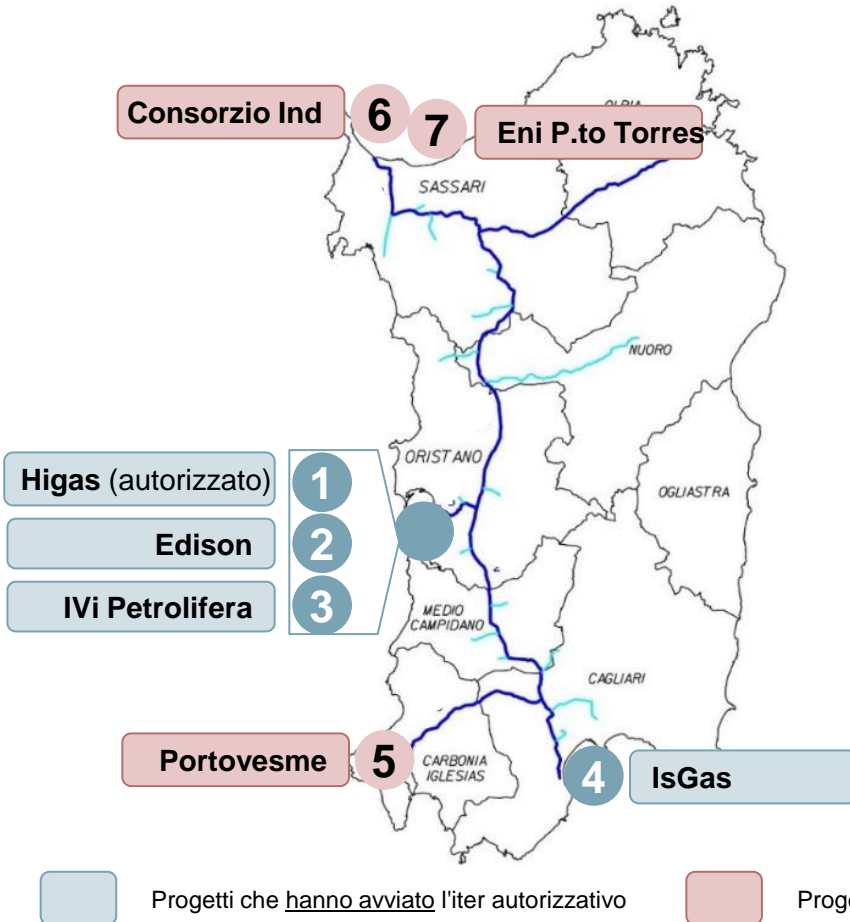 Consorzio Ind
6
7
Eni P.to Torres
SASSARI
NUORO
ORISTANO
Higas (autorizzato)
1
OGLIASTRA
Edison
2
IVi Petrolifera
3
MEDIO
CAMPIDANO
CAGLIARI
Portovesme
5
CARBONIA
IGLESIAS
4
IsGas
Progetti che hanno avviato l'iter autorizzativo